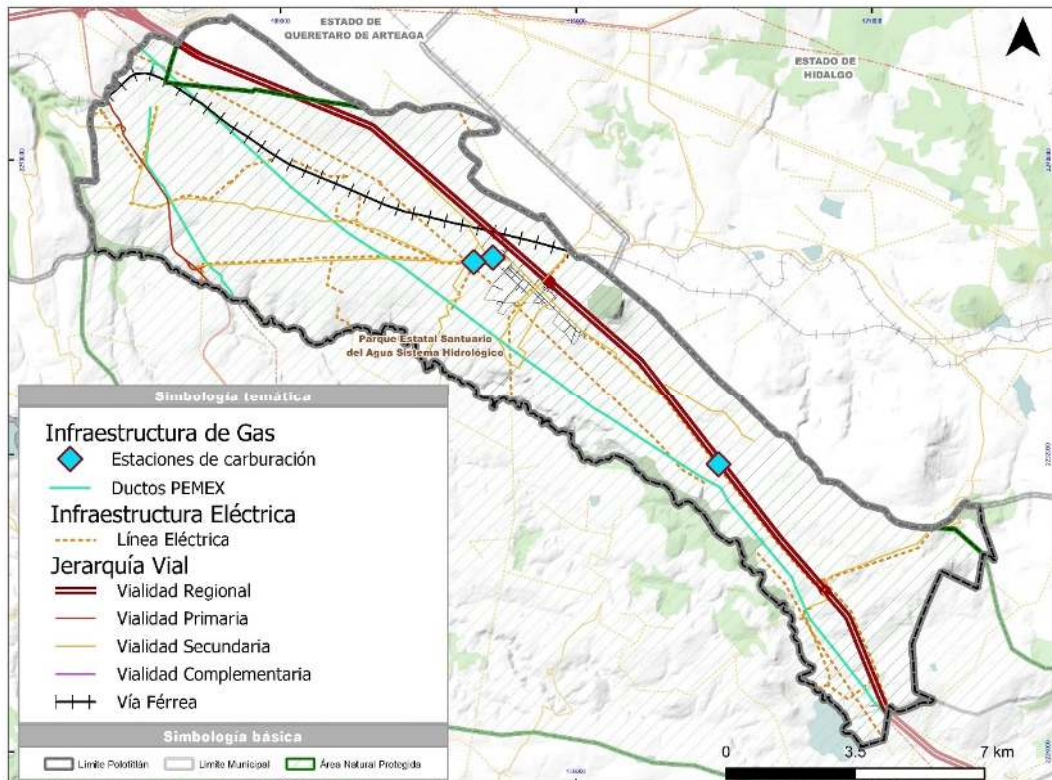 ESTADO DE
QUERETARO DE ARTEAGA
ESTADO DE
HIDALGO
Parque Estatal Santuario
del Agua Sistema Hidrológico
Simbología temática
Infraestructura de Gas
Estaciones de carburación
Ductos PEMEX
Infraestructura Eléctrica
Línea Eléctrica
Jerarquía Vial
Vialidad Regional
Vialidad Primaria
Vialidad Secundaria
Vialidad Complementaria
Vía Férrea
Simbología básica
Limite Polotitlán
Limite Municipal
Área Natural Protegida
0 3.5 7 km